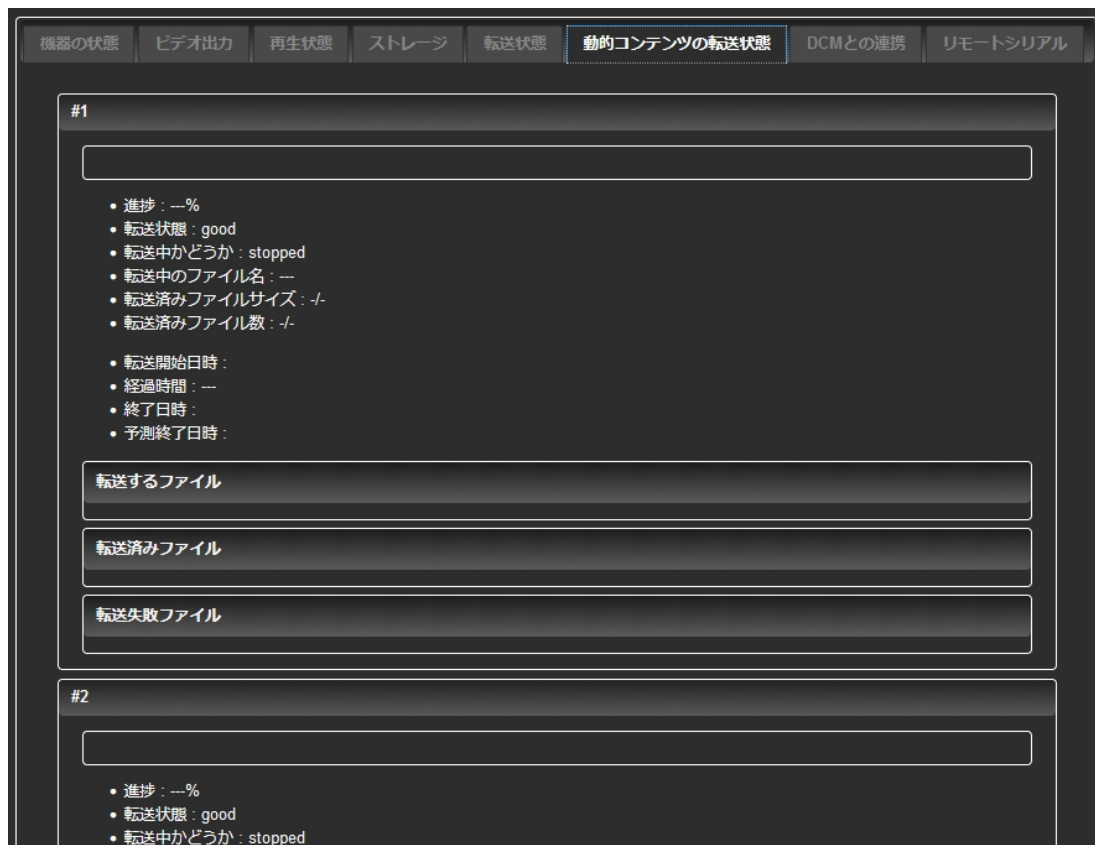 機器の状態 ビデオ出力 再生状態 ストレージ 転送状態 動的コンテンツの転送状態 DCMとの連携 リモートシリアル
#1
• 進捗 : ---%
• 転送状態 : good
• 転送中かどうか : stopped
• 転送中のファイル名 : ---
• 転送済みファイルサイズ : -/-
• 転送済みファイル数 : -/-
• 転送開始日時 :
• 経過時間 : ---
• 終了日時 :
• 予測終了日時 :
転送するファイル
転送済みファイル
転送失敗ファイル
#2
• 進捗 : ---%
• 転送状態 : good
• 転送中かどうか : stopped